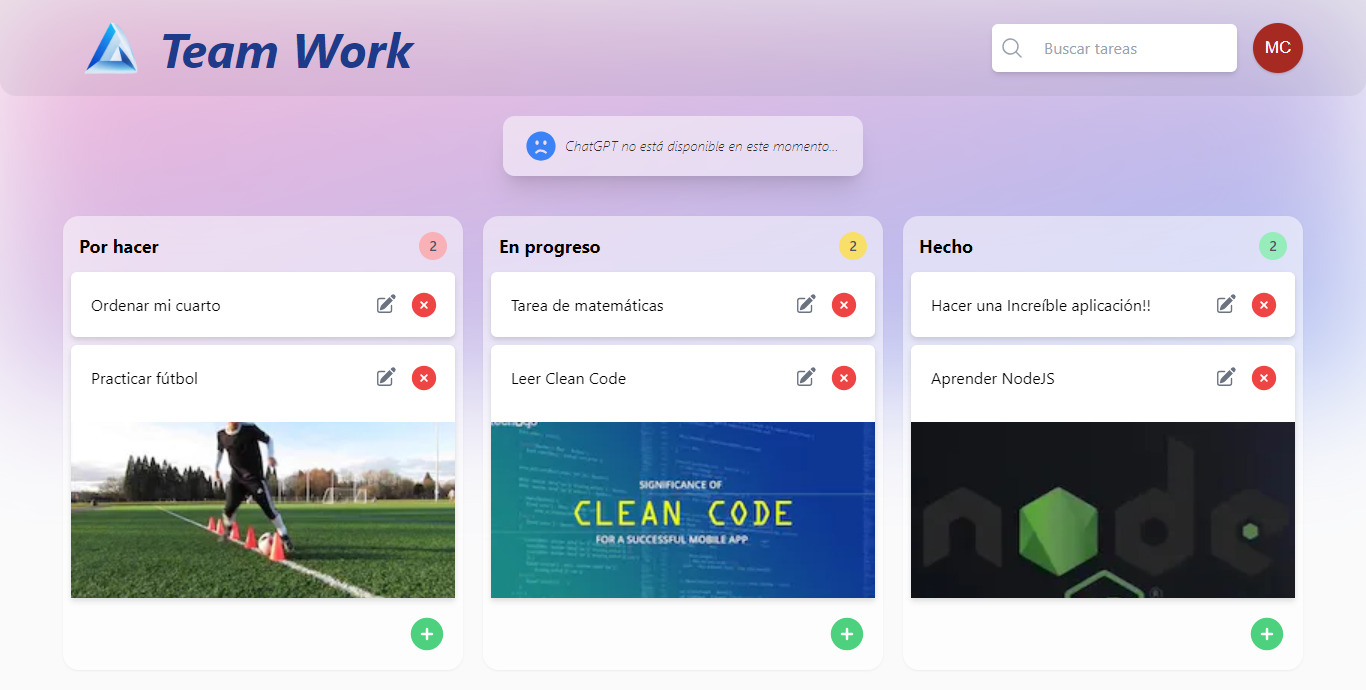 Team Work
Buscar tareas
MC
ChatGPT no está disponible en este momento...
Por hacer
2
Ordenar mi cuarto
Practicar fútbol
En progreso
2
Tarea de matemáticas
Leer Clean Code
SIGNIFICANCE OF
CLEAN CODE
FOR A SUCCESSFUL MOBILE APP
Hecho
2
Hacer una Increíble aplicación!!
Aprender NodeJS
node
®